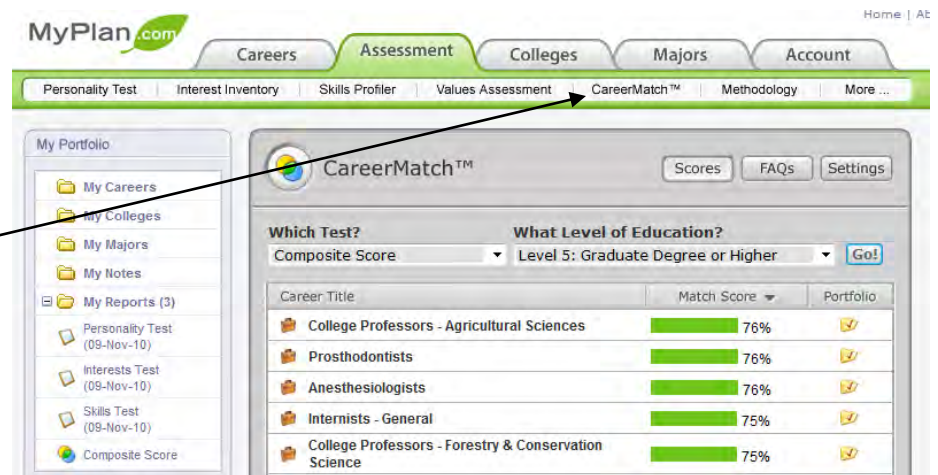 Home | Ab
MyPlan.com
Careers Assessment Colleges Majors Account
Personality Test Interest Inventory Skills Profiler Values Assessment CareerMatch™ Methodology More ...
My Portfolio
My Careers
My Colleges
My Majors
My Notes
My Reports (3)
Personality Test
(09-Nov-10)
Interests Test
(09-Nov-10)
Skills Test
(09-Nov-10)
Composite Score
CareerMatch™
Scores FAQs Settings
Which Test? What Level of Education?
Composite Score Level 5: Graduate Degree or Higher Go!
Career Title Match Score Portfolio
College Professors - Agricultural Sciences 76%
Prosthodontists 76%
Anesthesiologists 76%
Internists - General 75%
College Professors - Forestry & Conservation
Science 75%